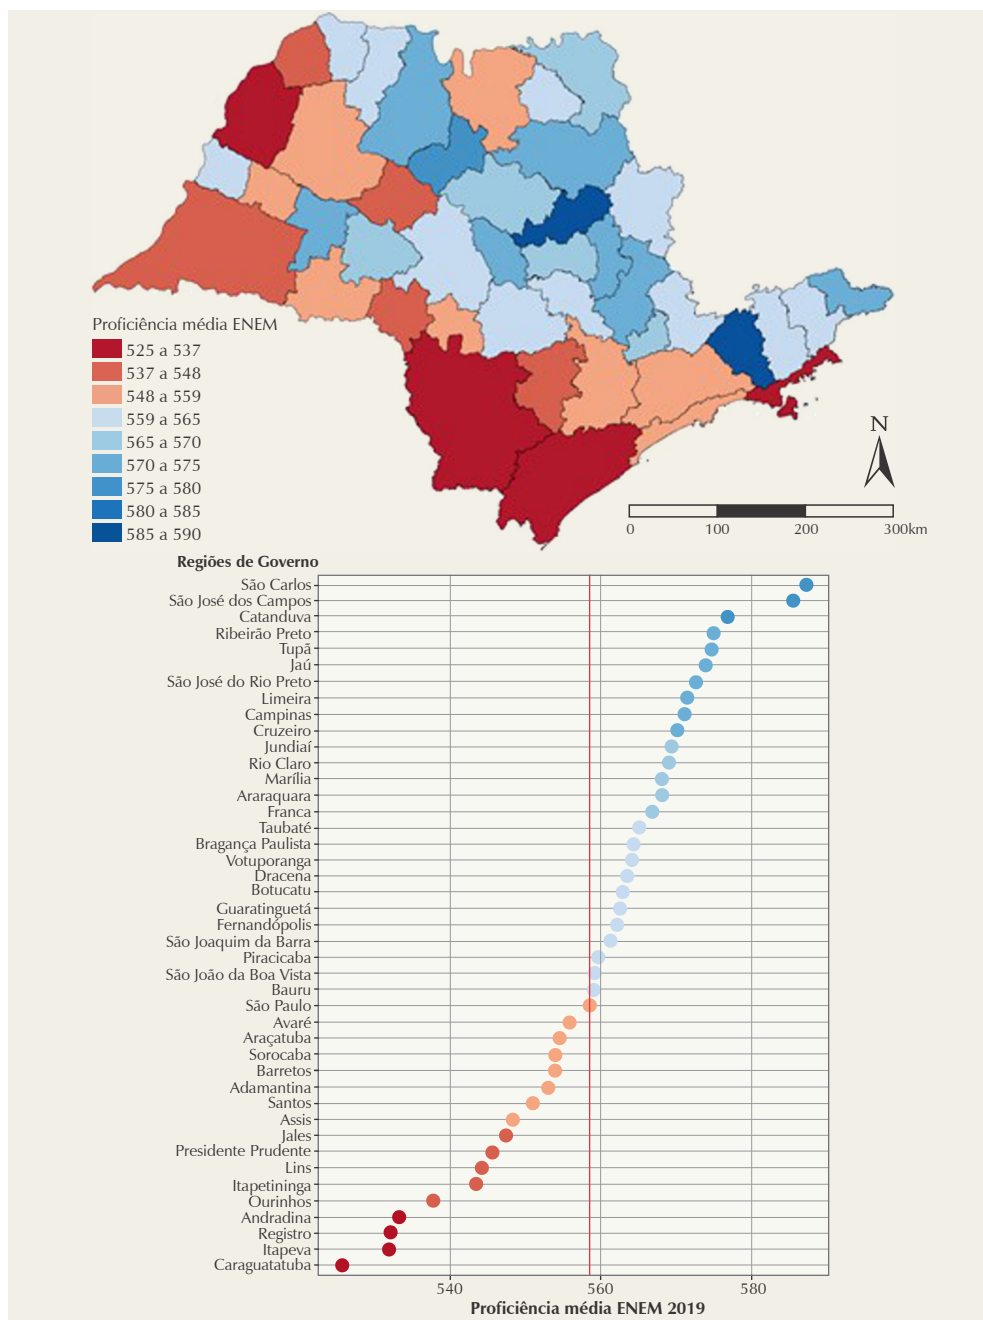 Proficiência média ENEM
525 a 537
537 a 548
548 a 559
559 a 565
565 a 570
570 a 575
575 a 580
580 a 585
585 a 590
N
0 100 200 300km
Regiões de Governo
São Carlos
São José dos Campos
Catanduva
Ribeirão Preto
Tupã
Jaú
São José do Rio Preto
Limeira
Campinas
Cruzeiro
Jundiaí
Rio Claro
Marília
Araraquara
Franca
Taubaté
Bragança Paulista
Votuporanga
Dracena
Botucatu
Guaratinguetá
Fernandópolis
São Joaquim da Barra
Piracicaba
São João da Boa Vista
Bauru
São Paulo
Avaré
Araçatuba
Sorocaba
Barretos
Adamantina
Santos
Assis
Jales
Presidente Prudente
Lins
Itapetininga
Ourinhos
Andradina
Registro
Itapeva
Caraguatatuba
540 560 580
Proficiência média ENEM 2019